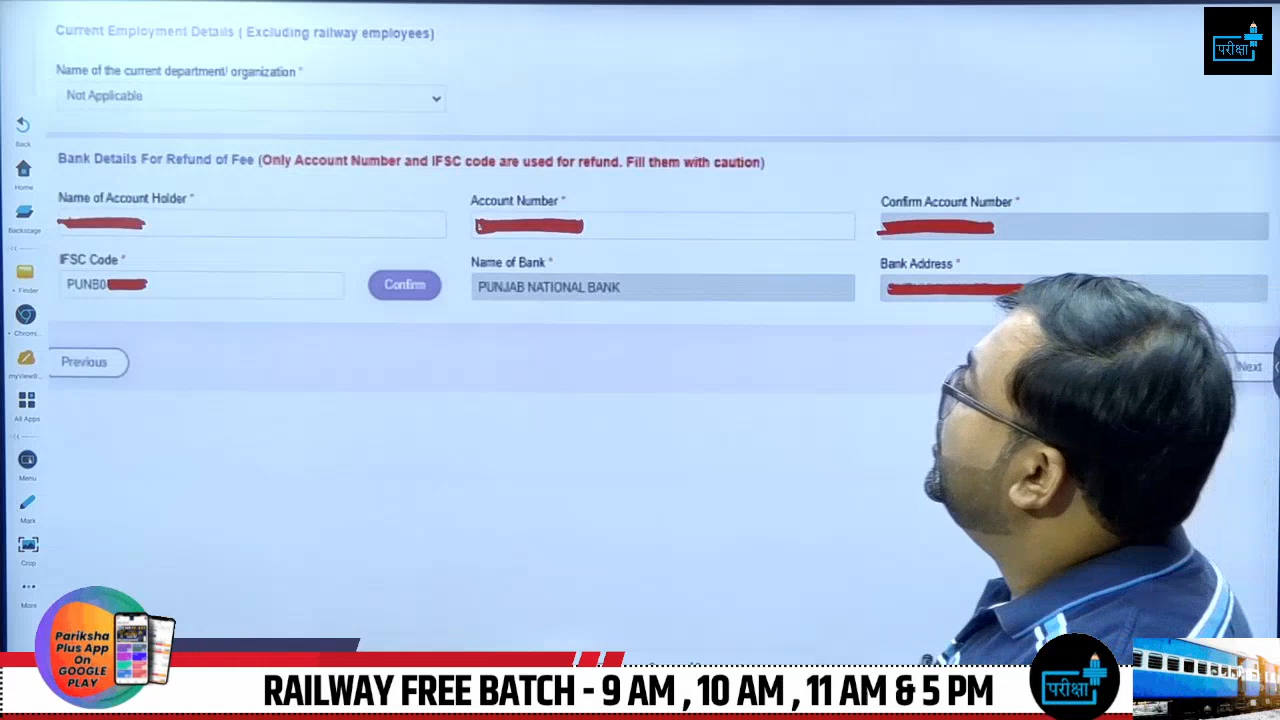 Current Employment Details ( Excluding railway employees)
परीक्षा
Name of the current department/ organization *
Not Applicable
Back
Bank Details For Refund of Fee (Only Account Number and IFSC code are used for refund. Fill them with caution)
Home
Name of Account Holder *
Account Number *
Confirm Account Number *
Backstage
IFSC Code *
Name of Bank *
Bank Address *
PUNB0
Confirm
PUNJAB NATIONAL BANK
Finder
Chromi...
Previous
Next
myViewB...
All Apps
Menu
Mark
Crop
More
Pariksha
Plus App
On
GOOGLE
PLAY
RAILWAY FREE BATCH - 9 AM , 10 AM , 11 AM & 5 PM
परीक्षा